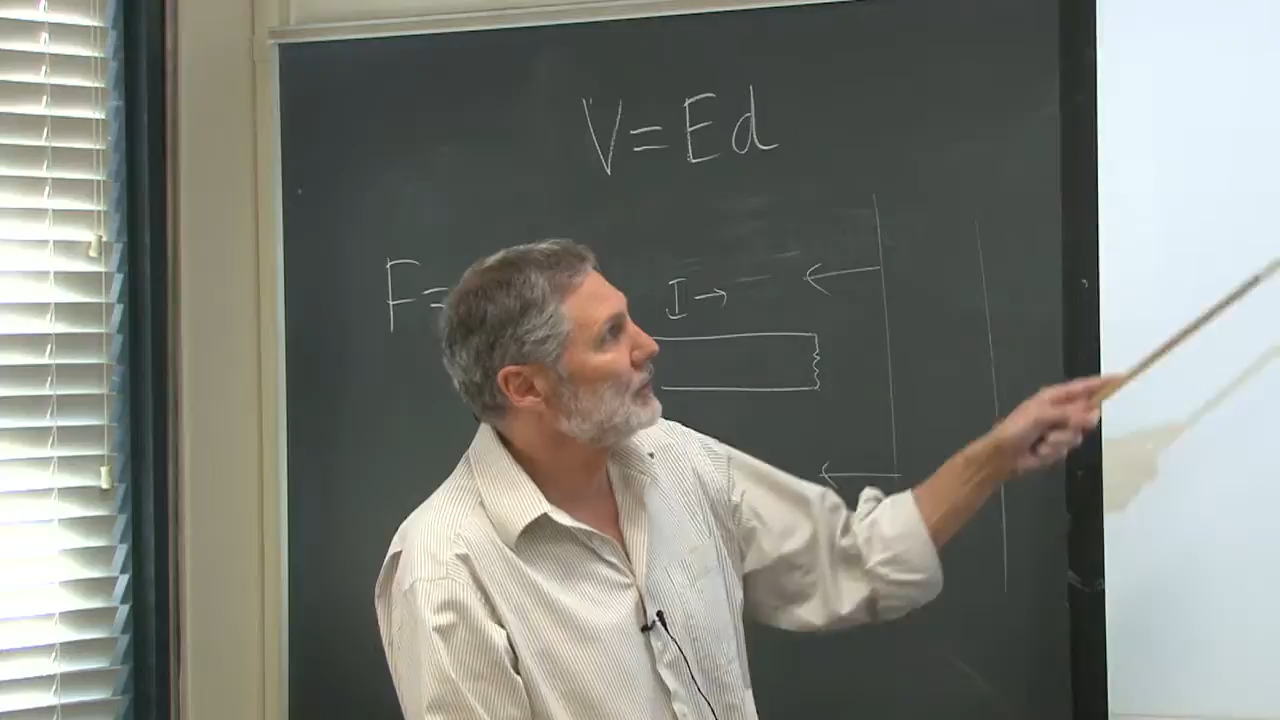 V = Ed
F =
I →